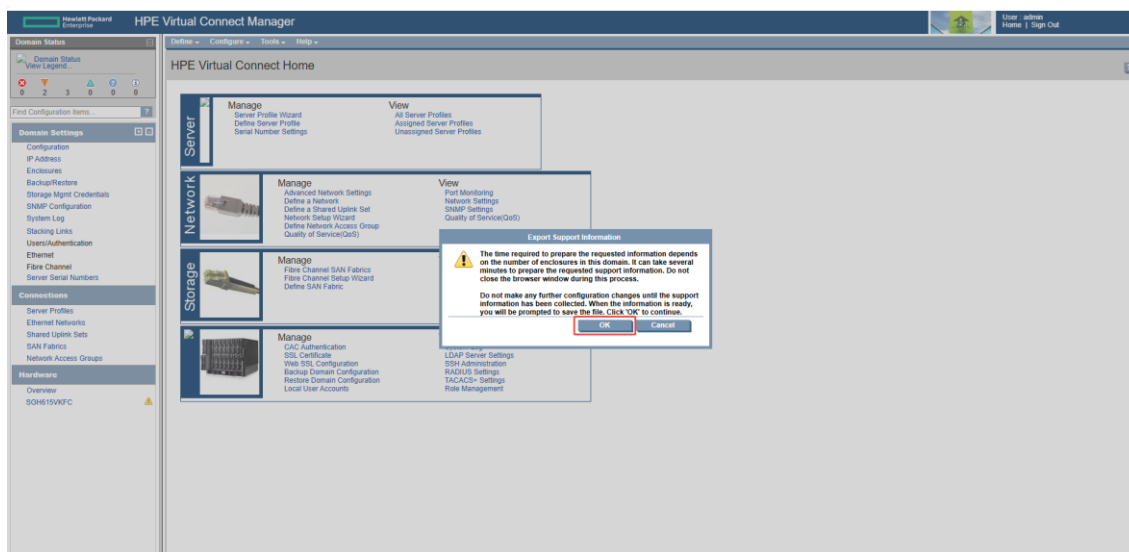 Hewlett Packard
Enterprise
HPE Virtual Connect Manager
User : admin
Home | Sign Out
Domain Status
Define Configure Tools Help
Domain Status
View Legend...
HPE Virtual Connect Home
0 2 3 0 0 0
Find Configuration Items...
?
Domain Settings
Configuration
IP Address
Enclosures
Backup/Restore
Storage Mgmt Credentials
SNMP Configuration
System Log
Stacking Links
Users/Authentication
Ethernet
Fibre Channel
Server Serial Numbers
Connections
Server Profiles
Ethernet Networks
Shared Uplink Sets
SAN Fabrics
Network Access Groups
Hardware
Overview
SGH615VKFC
Server
Manage
Server Profile Wizard
Define Server Profile
Serial Number Settings
View
All Server Profiles
Assigned Server Profiles
Unassigned Server Profiles
Network
Manage
Advanced Network Settings
Define a Network
Define a Shared Uplink Set
Network Setup Wizard
Define Network Access Group
Quality of Service(QoS)
View
Port Monitoring
Network Settings
SNMP Settings
Quality of Service(QoS)
Storage
Manage
Fibre Channel SAN Fabrics
Fibre Channel Setup Wizard
Define SAN Fabric
Manage
CAC Authentication
SSL Certificate
Web SSL Configuration
Backup Domain Configuration
Restore Domain Configuration
Local User Accounts
LDAP Server Settings
SSH Administration
RADIUS Settings
TACACS+ Settings
Role Management
Export Support Information
The time required to prepare the requested information depends
on the number of enclosures in this domain. It can take several
minutes to prepare the requested support information. Do not
close the browser window during this process.
Do not make any further configuration changes until the support
information has been collected. When the information is ready,
you will be prompted to save the file. Click 'OK' to continue.
OK Cancel